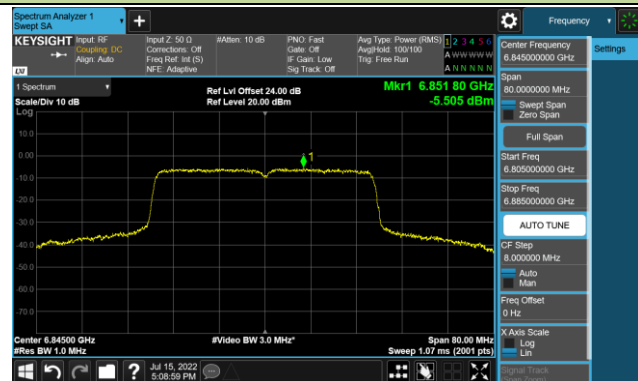 Spectrum Analyzer 1
Swept SA
Frequency
KEYSIGHT
Input: RF
Coupling: DC
Align: Auto
Input Z: 50 Ω
Corrections: Off
Freq Ref: Int (S)
NFE: Adaptive
#Atten: 10 dB
PNO: Fast
Gate: Off
IF Gain: Low
Sig Track: Off
Avg Type: Power (RMS)
Avg|Hold: 100/100
Trig: Free Run
1 2 3 4 5 6
A W W W W W
A N N N N N
LXI
1 Spectrum
Scale/Div 10 dB
Log
Ref Lvl Offset 24.00 dB
Ref Level 20.00 dBm
Mkr1 6.851 80 GHz
-5.505 dBm
10.0
0.00
-10.0
-20.0
-30.0
-40.0
-50.0
-60.0
-70.0
1
Center 6.84500 GHz
#Res BW 1.0 MHz
#Video BW 3.0 MHz*
Span 80.00 MHz
Sweep 1.07 ms (2001 pts)
Jul 15, 2022
5:08:59 PM
Center Frequency
6.845000000 GHz
Span
80.0000000 MHz
Swept Span
Zero Span
Full Span
Start Freq
6.805000000 GHz
Stop Freq
6.885000000 GHz
AUTO TUNE
CF Step
8.000000 MHz
Auto
Man
Freq Offset
0 Hz
X Axis Scale
Log
Lin
Signal Track
(Span Zoom)
Settings